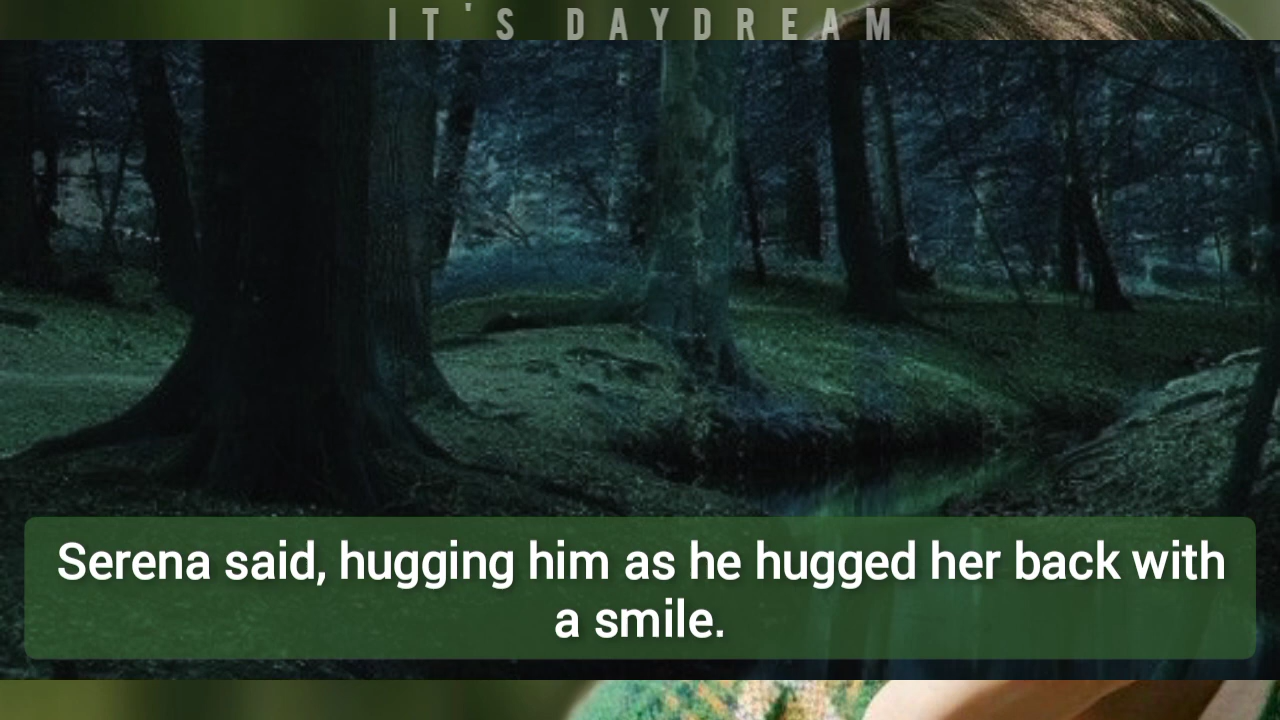 IT'S DAYDREAM
Serena said, hugging him as he hugged her back with
a smile.